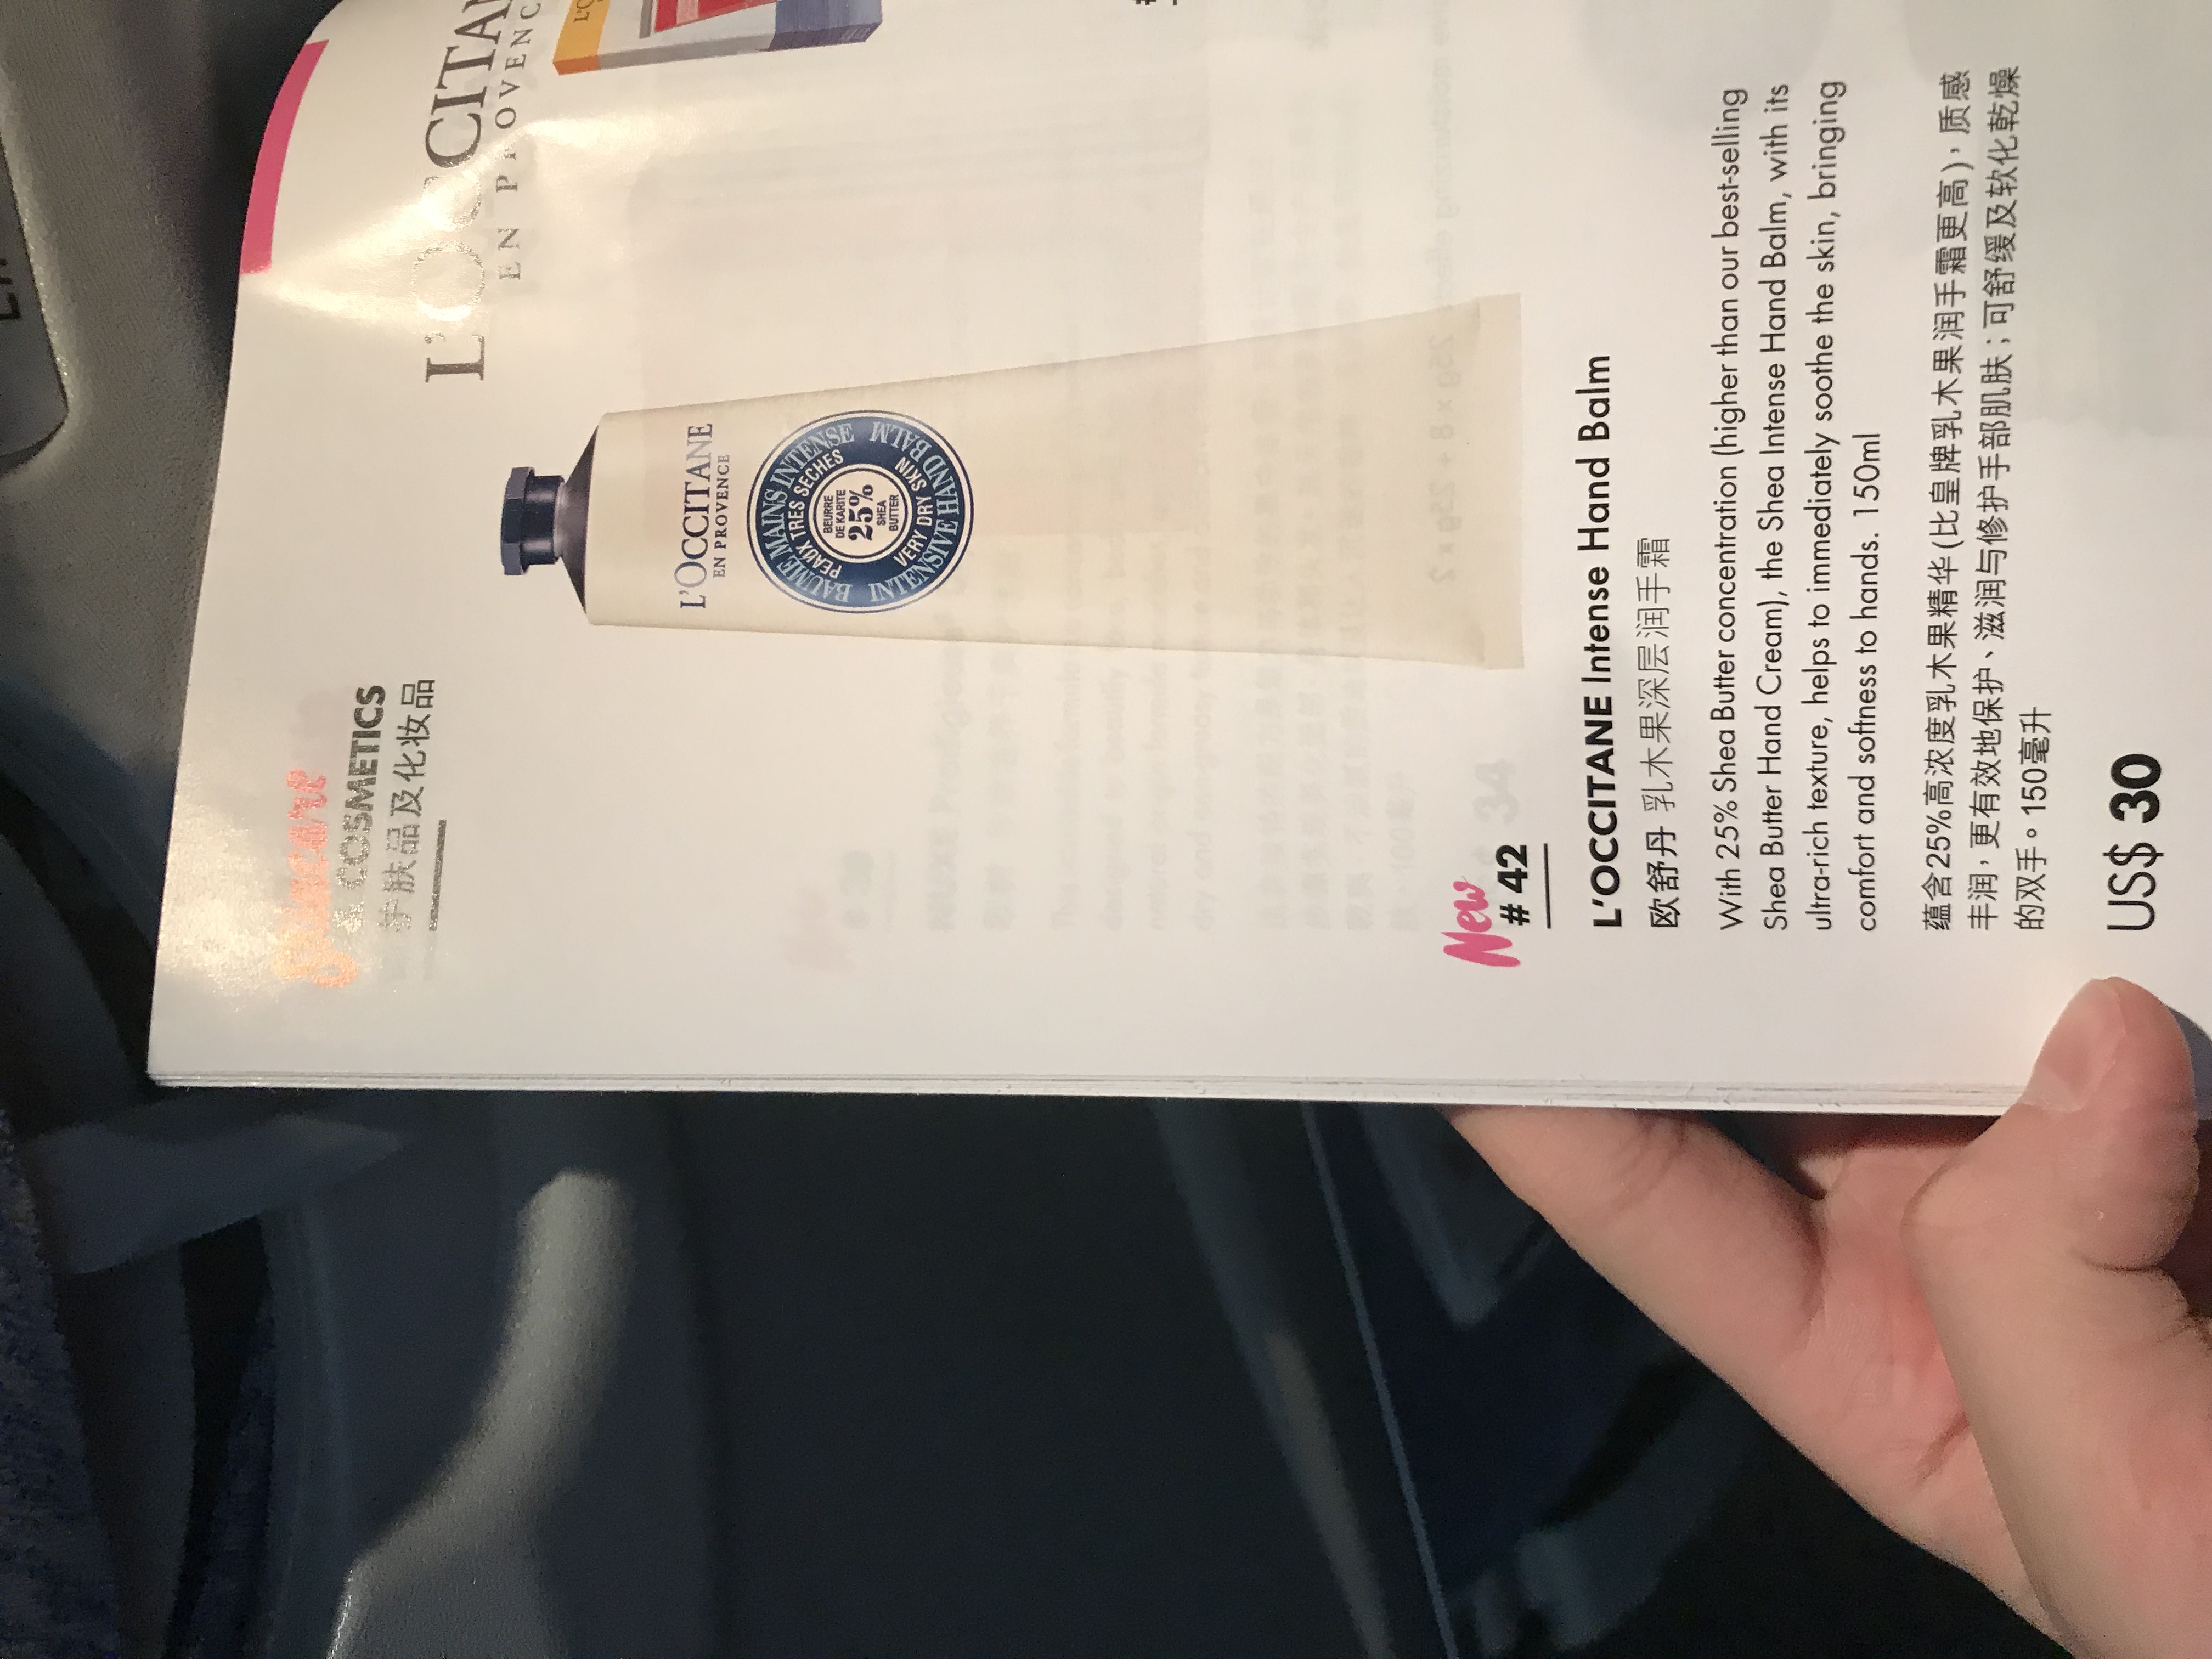 Skincare
& COSMETICS
护肤品及化妆品
L'OCCITAN
EN PROVENC
L'OCCITANE
EN PROVENCE
BAUME MAINS INTENSE
PEAUX TRES SECHES
BEURRE
DE KARITE
25%
SHEA
BUTTER
VERY DRY SKIN
INTENSIVE HAND BALM
New
# 42
L'OCCITANE Intense Hand Balm
欧舒丹 乳木果深层润手霜
With 25% Shea Butter concentration (higher than our best-selling
Shea Butter Hand Cream), the Shea Intense Hand Balm, with its
ultra-rich texture, helps to immediately soothe the skin, bringing
comfort and softness to hands. 150ml
蕴含25%高浓度乳木果精华 (比皇牌乳木果润手霜更高)，质感
丰润，更有效地保护、滋润与修护手部肌肤；可舒缓及软化乾燥
的双手。150毫升
US$ 30